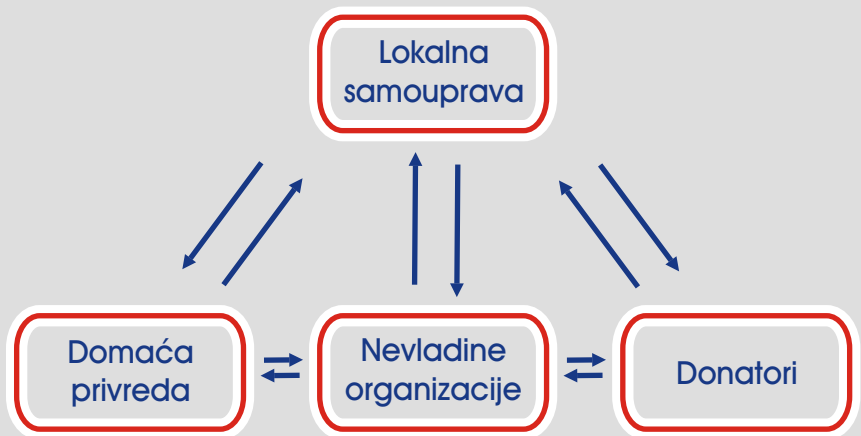 Lokalna
samouprava
Domaća
privreda
Nevladine
organizacije
Donatori